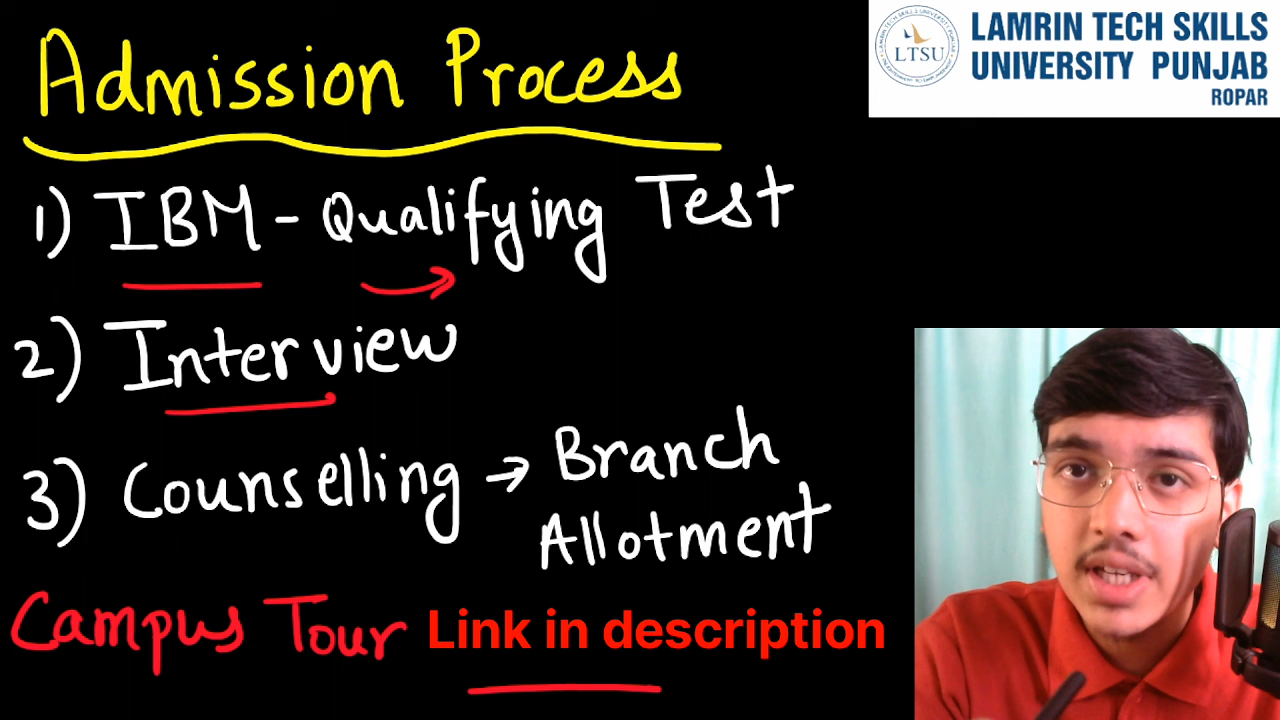 Admission Process
LAMRIN TECH SKILLS
UNIVERSITY PUNJAB
ROPAR
LTSU
1) IBM - Qualifying Test
2) Interview
3) Counselling → Branch
Allotment
Campus Tour Link in description